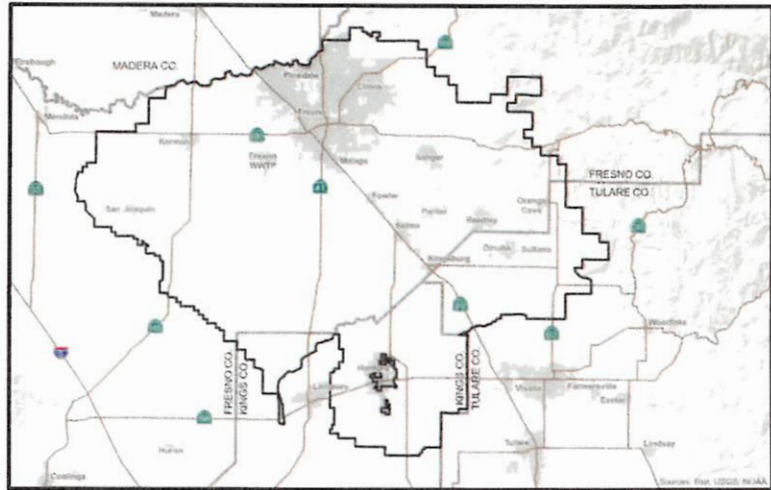 Madera
MADERA CO.
Firebaugh
Pinedale
Clovis
Mendota
Fresno
Kerman
Fresno
WWTP
Malaga
Sanger
FRESNO CO.
TULARE CO.
San Joaquin
Fowler
Parlier
Reedley
Orange
Cove
Selma
Dinuba
Sultana
Kingsburg
Woodlake
FRESNO CO.
KINGS CO.
KINGS CO.
TULARE CO.
Lemoore
Visalia
Farmersville
Exeter
Huron
Tulare
Lindsay
Coalinga
Sources: Esri, USGS, NOAA